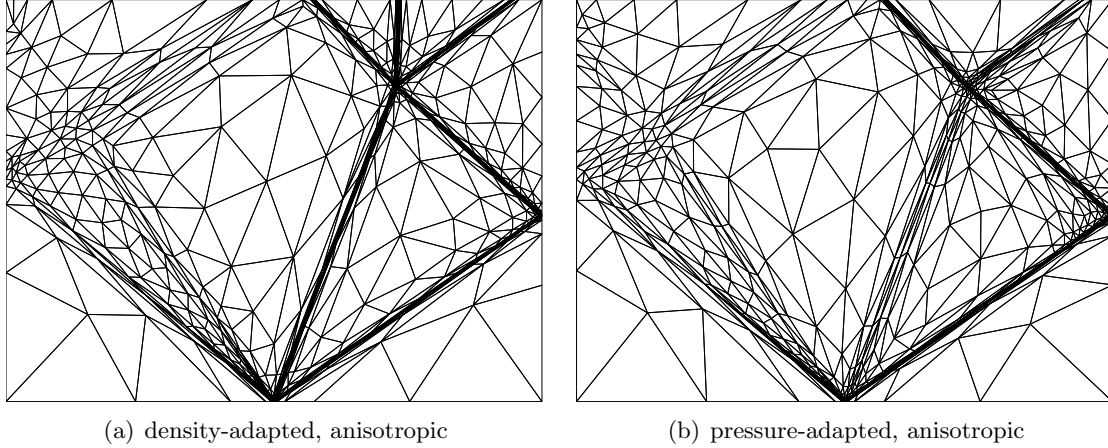 (a) density-adapted, anisotropic
(b) pressure-adapted, anisotropic